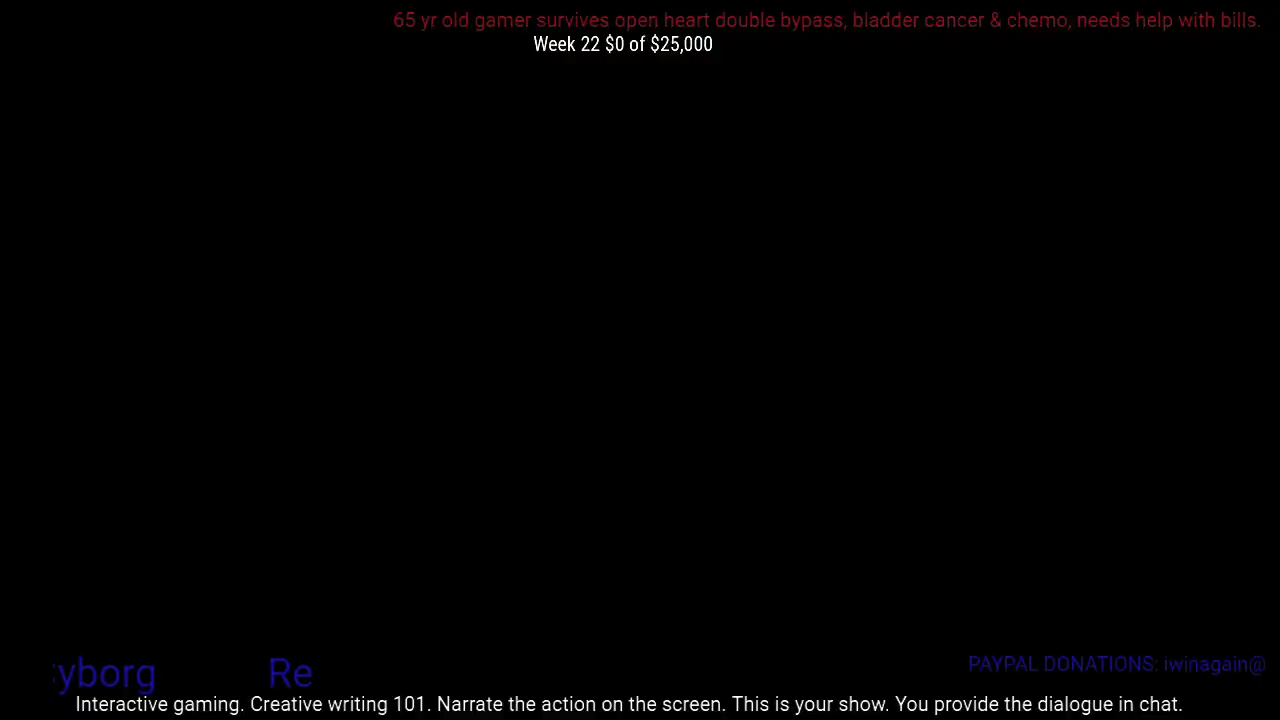 65 yr old gamer survives open heart double bypass, bladder cancer & chemo, needs help with bills.
Week 22 $0 of $25,000
yborg Re
PAYPAL DONATIONS: iwinagain@
Interactive gaming. Creative writing 101. Narrate the action on the screen. This is your show. You provide the dialogue in chat.